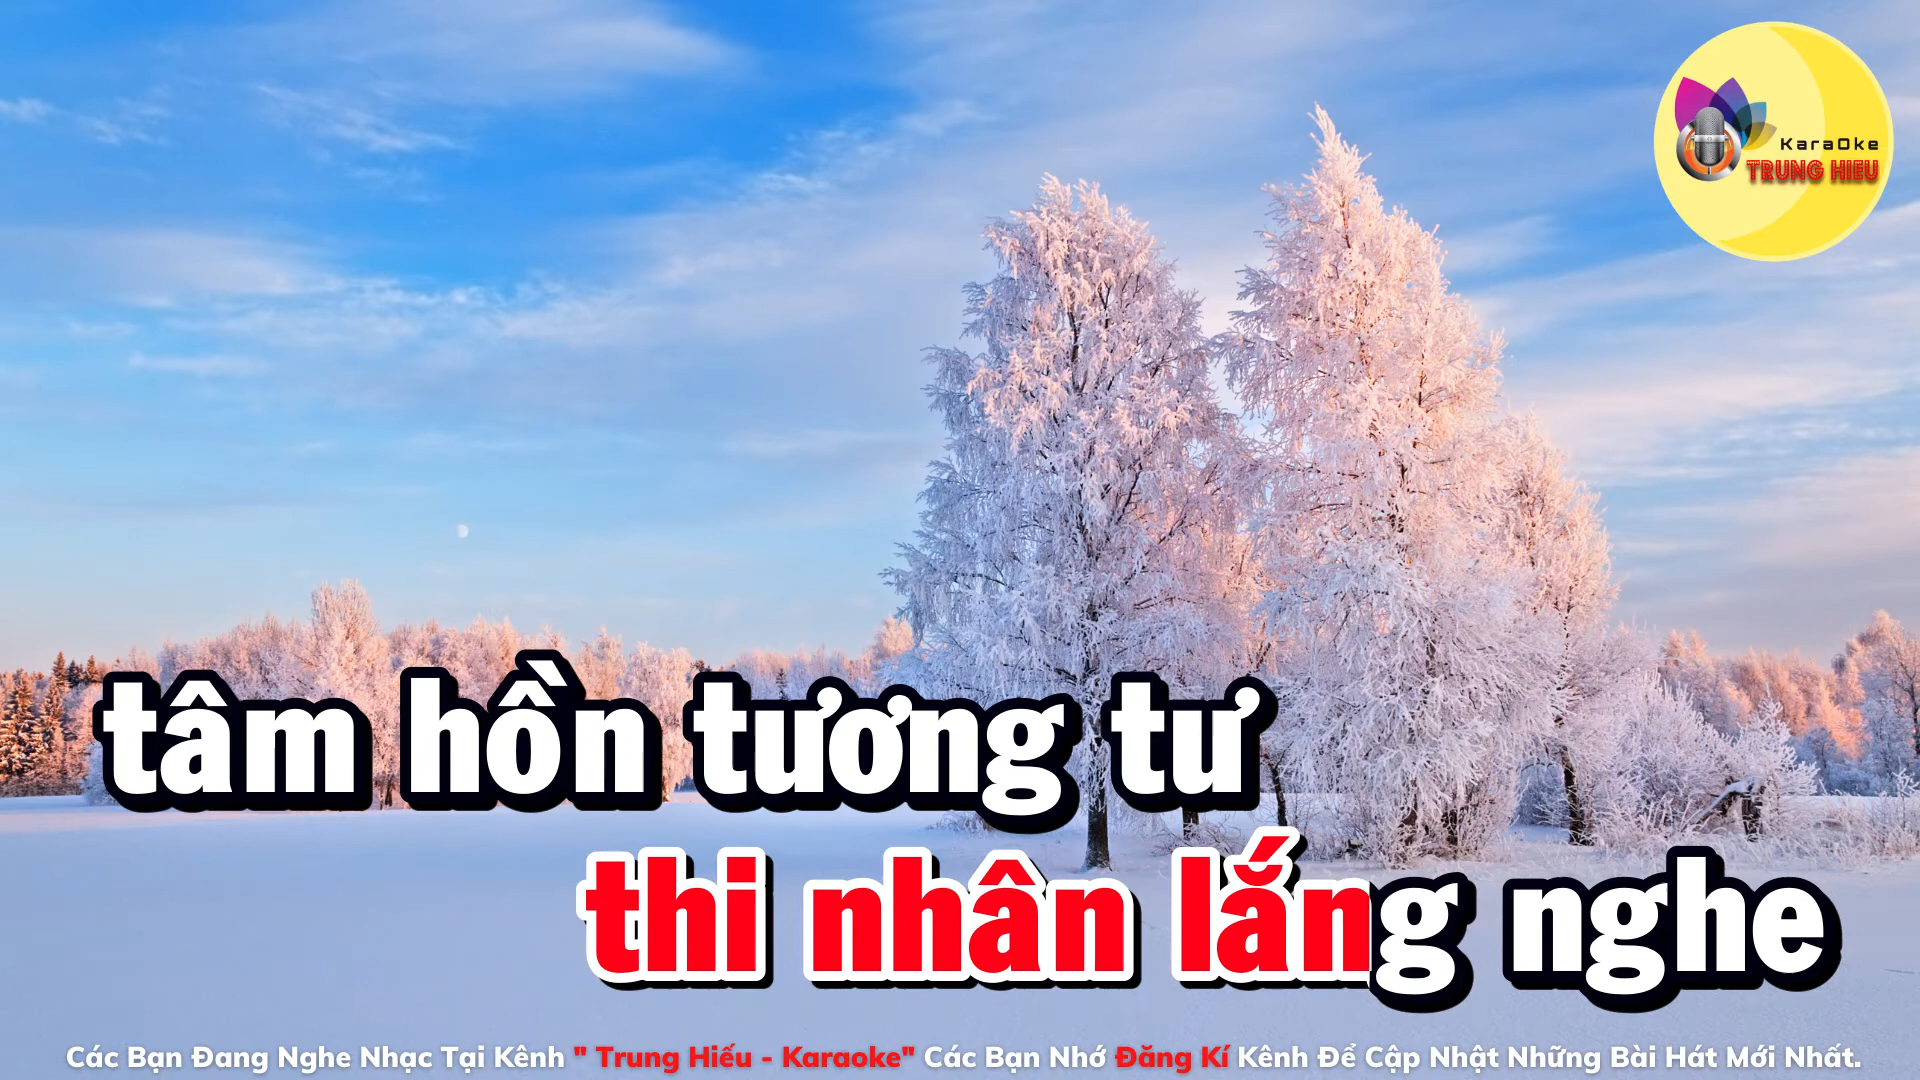 KaraOke
TRUNG HIEU
tâm hồn tương tư
thi nhân lắng nghe
Các Bạn Đang Nghe Nhạc Tại Kênh " Trung Hiếu - Karaoke" Các Bạn Nhớ Đăng Kí Kênh Để Cập Nhật Những Bài Hát Mới Nhất.